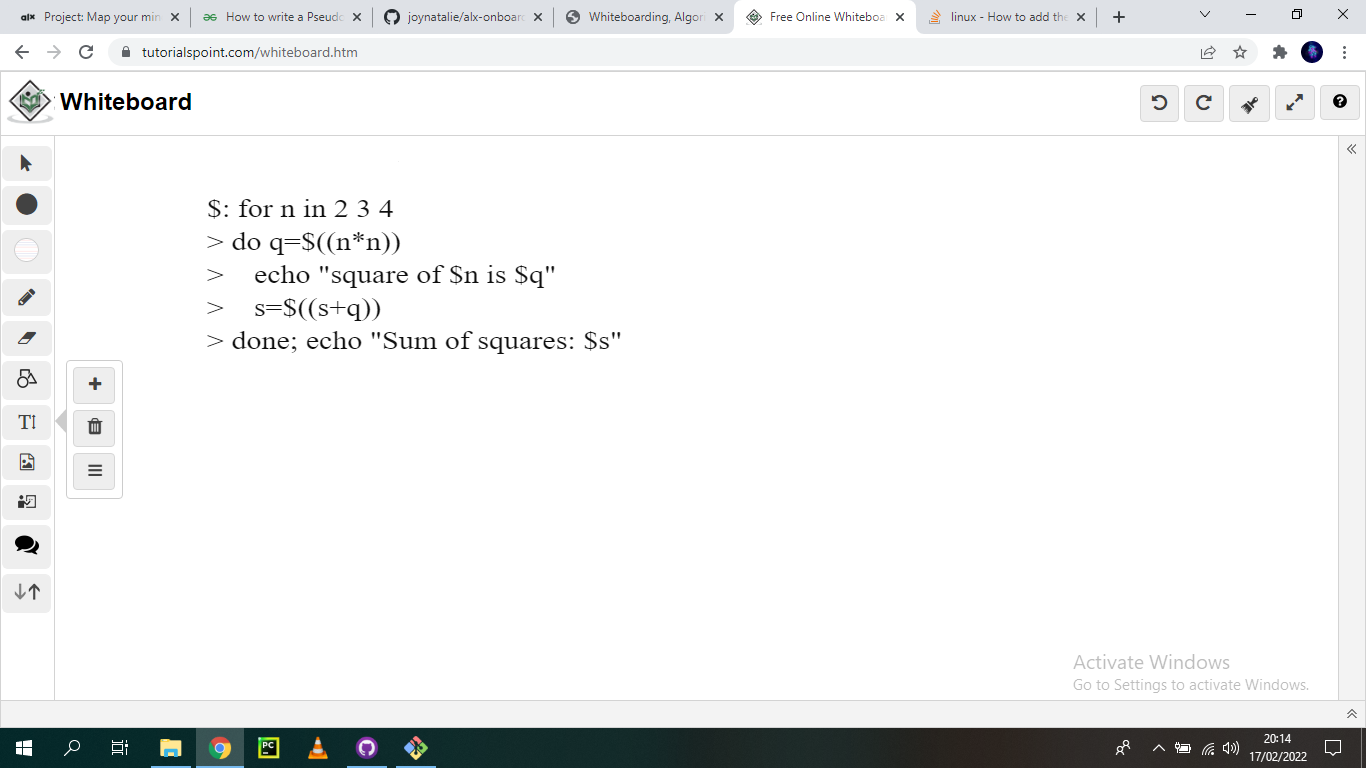 alx Project: Map your min
How to write a Pseudo
joynatalie/alx-onboard
Whiteboarding, Algor
Free Online Whiteboa
linux - How to add the
tutorialspoint.com/whiteboard.htm
Whiteboard
$: for n in 2 3 4
> do q=$((n*n))
>    echo "square of $n is $q"
>    s=$((s+q))
> done; echo "Sum of squares: $s"
T
Activate Windows
Go to Settings to activate Windows.
PC
20:14
17/02/2022